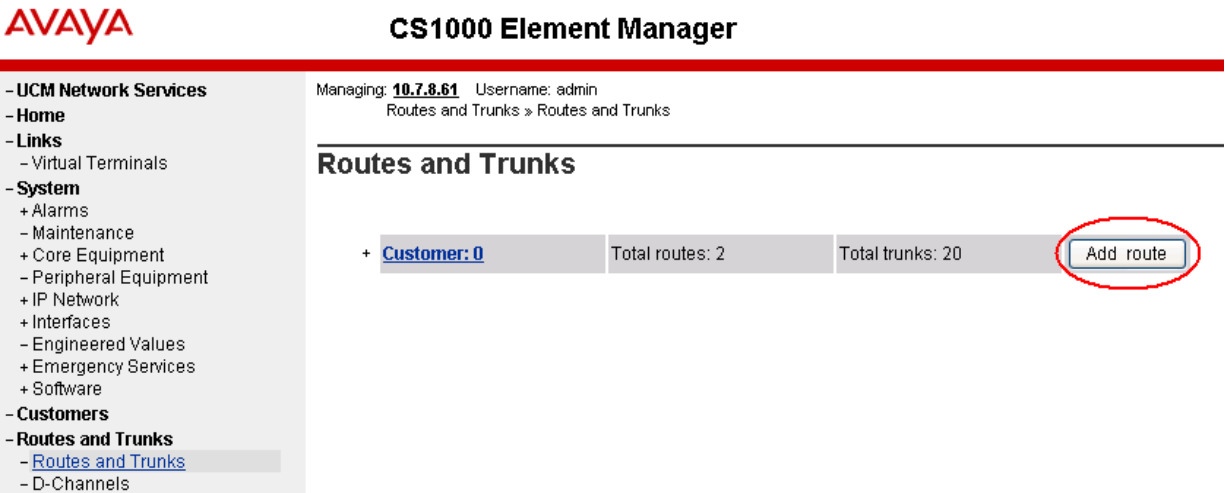 AVAYA
CS1000 Element Manager
- UCM Network Services
- Home
- Links
- Virtual Terminals
- System
+ Alarms
- Maintenance
+ Core Equipment
- Peripheral Equipment
+ IP Network
+ Interfaces
- Engineered Values
+ Emergency Services
+ Software
- Customers
- Routes and Trunks
- Routes and Trunks
- D-Channels
Managing: 10.7.8.61 Username: admin
Routes and Trunks » Routes and Trunks
Routes and Trunks
+ Customer: 0 Total routes: 2 Total trunks: 20 Add route